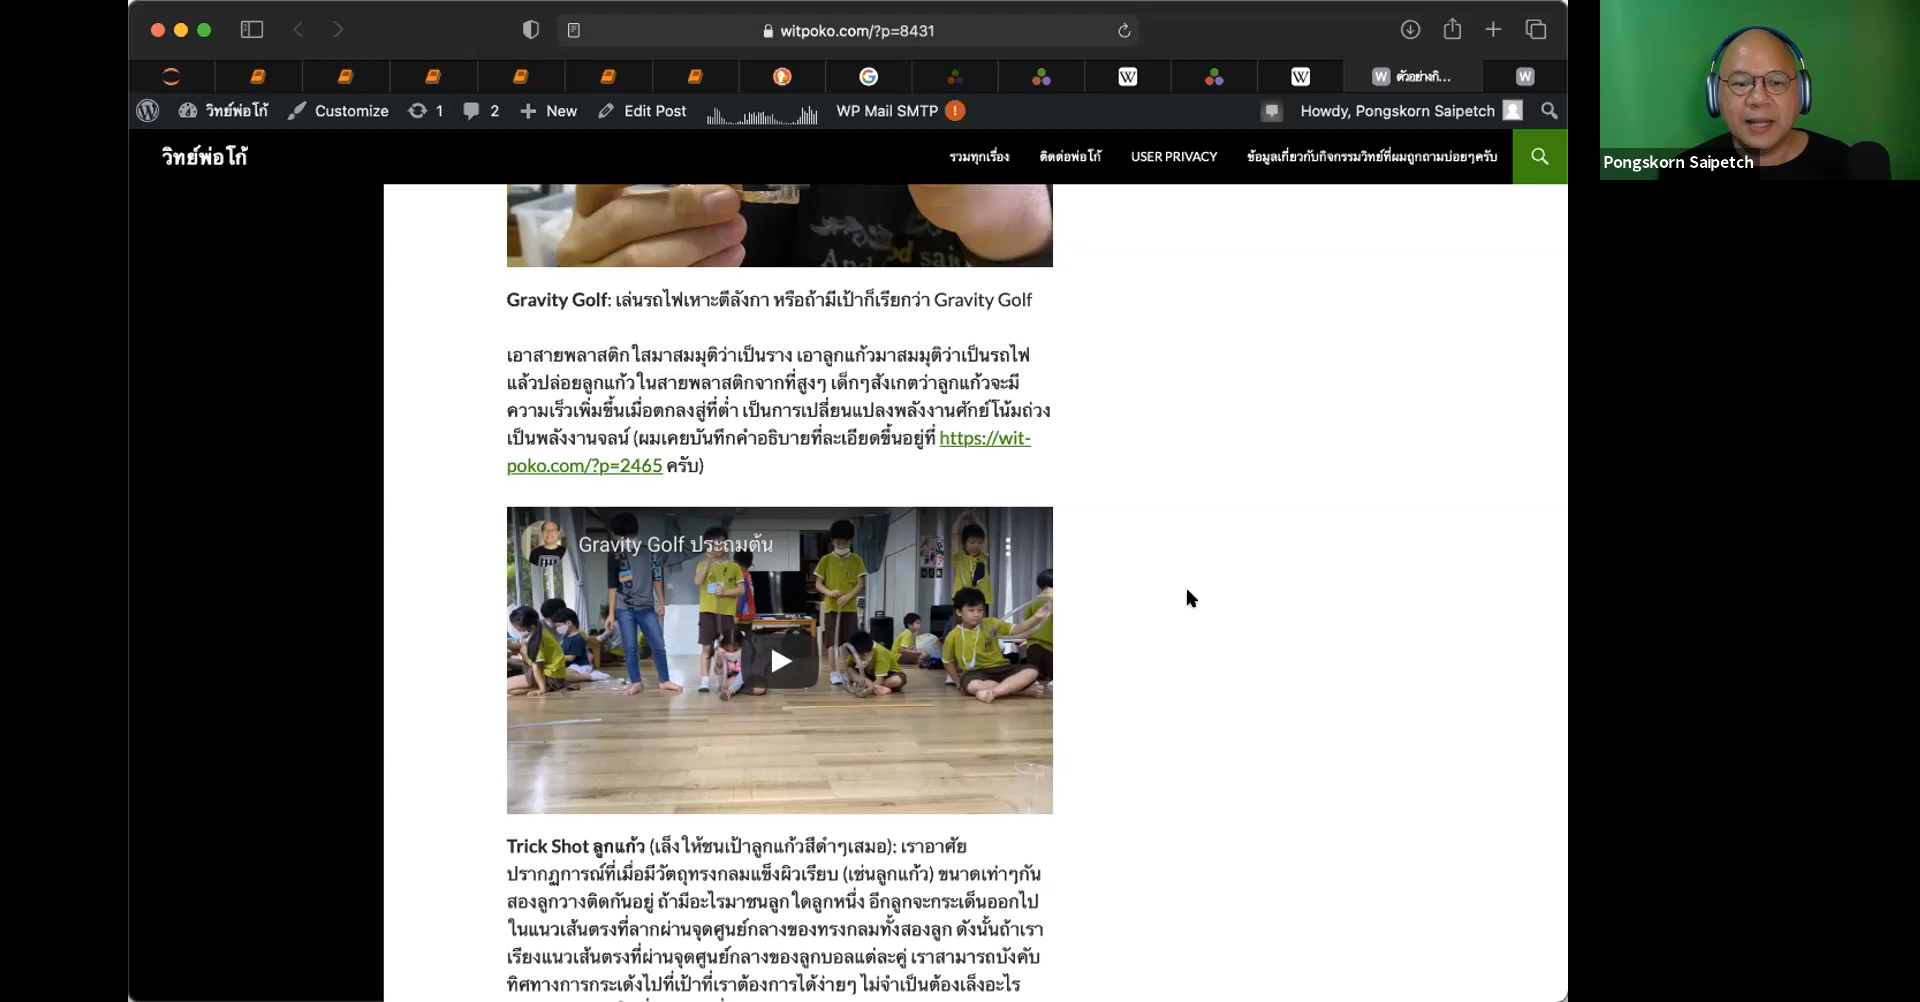 witpoko.com/?p=8431
ตัวอย่างกิ...
วิทย์พ่อโก้ Customize 1 2 New Edit Post WP Mail SMTP ! Howdy, Pongskorn Saipetch
วิทย์พ่อโก้ รวมทุกเรื่อง ติดต่อพ่อโก้ USER PRIVACY ข้อมูลเกี่ยวกับกิจกรรมวิทย์ที่ผมถูกถามบ่อยๆครับ
Pongskorn Saipetch
Gravity Golf: เล่นรถไฟเหาะตีลังกา หรือถ้ามีเป้าก็เรียกว่า Gravity Golf
เอาสายพลาสติกใสมาสมมุติว่าเป็นราง เอาลูกแก้วมาสมมุติว่าเป็นรถไฟ
แล้วปล่อยลูกแก้วในสายพลาสติกจากที่สูงๆ เด็กๆสังเกตว่าลูกแก้วจะมี
ความเร็วเพิ่มขึ้นเมื่อตกลงสู่ที่ต่ำ เป็นการเปลี่ยนแปลงพลังงานศักย์โน้มถ่วง
เป็นพลังงานจลน์ (ผมเคยบันทึกคำอธิบายที่ละเอียดขึ้นอยู่ที่ https://wit-
poko.com/?p=2465 ครับ)
Gravity Golf ประถมต้น
Trick Shot ลูกแก้ว (เล็งให้ชนเป้าลูกแก้วสีดำๆเสมอ): เราอาศัย
ปรากฏการณ์ที่เมื่อมีวัตถุทรงกลมแข็งผิวเรียบ (เช่นลูกแก้ว) ขนาดเท่าๆกัน
สองลูกวางติดกันอยู่ ถ้ามีอะไรมาชนลูกใดลูกหนึ่ง อีกลูกจะกระเด็นออกไป
ในแนวเส้นตรงที่ลากผ่านจุดศูนย์กลางของทรงกลมทั้งสองลูก ดังนั้นถ้าเรา
เรียงแนวเส้นตรงที่ผ่านจุดศูนย์กลางของลูกบอลแต่ละคู่ เราสามารถบังคับ
ทิศทางการกระเด้งไปที่เป้าที่เราต้องการได้ง่ายๆ ไม่จำเป็นต้องเล็งอะไร